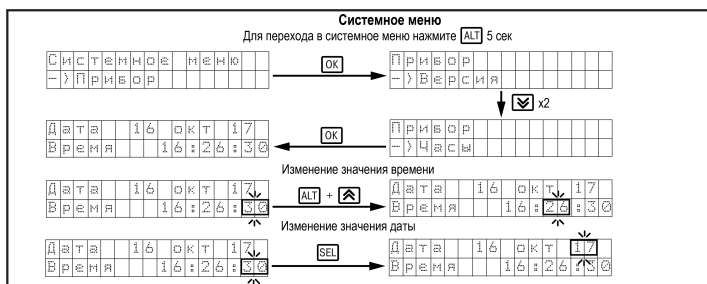 Системное меню
Для перехода в системное меню нажмите ALT 5 сек
Системное меню
->Прибор
OK
Прибор
->Версия
x2
Дата 16 окт 17
Время 16:26:30
OK
Прибор
->Часы
Изменение значения времени
Дата 16 окт 17
Время 16:26:30
ALT +
Дата 16 окт 17
Время 16:26:30
Изменение значения даты
Дата 16 окт 17
Время 16:26:30
SEL
Дата 16 окт 17
Время 16:26:30